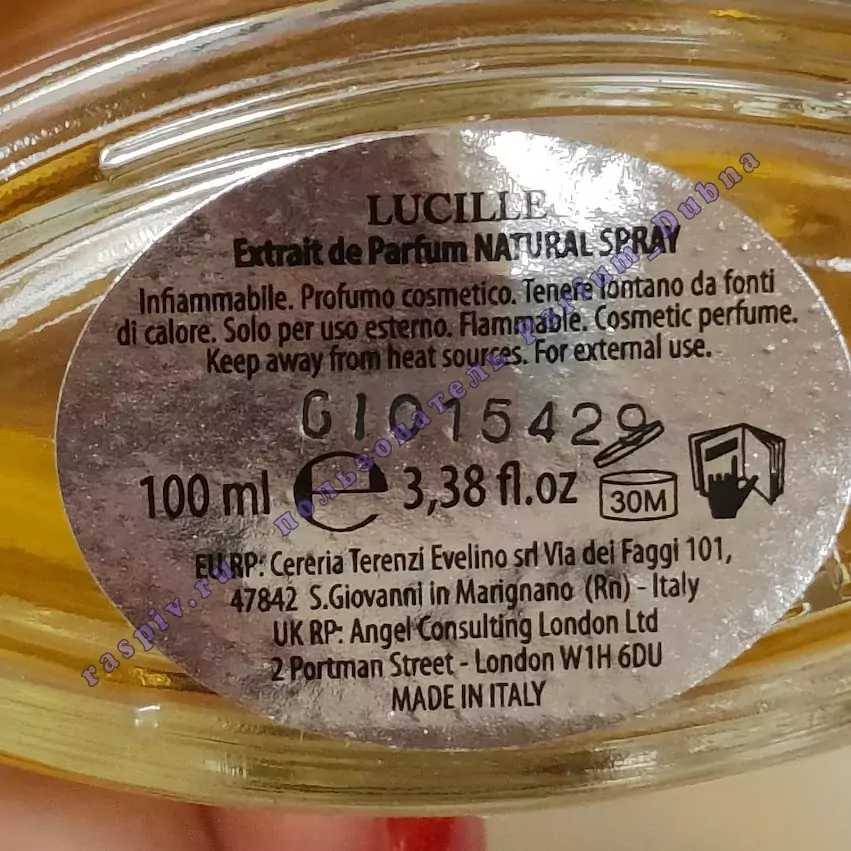 LUCILLE
Extrait de Parfum NATURAL SPRAY
Infiammabile. Profumo cosmetico. Tenere lontano da fonti
di calore. Solo per uso esterno. Flammable. Cosmetic perfume.
Keep away from heat sources. For external use.
GI015429
100 ml e 3,38 fl.oz 30M
EU RP: Cereria Terenzi Evelino srl Via dei Faggi 101,
47842 S.Giovanni in Marignano (Rn) - Italy
UK RP: Angel Consulting London Ltd
2 Portman Street - London W1H 6DU
MADE IN ITALY
raspiv.ru пользователь Parfum_Dubna